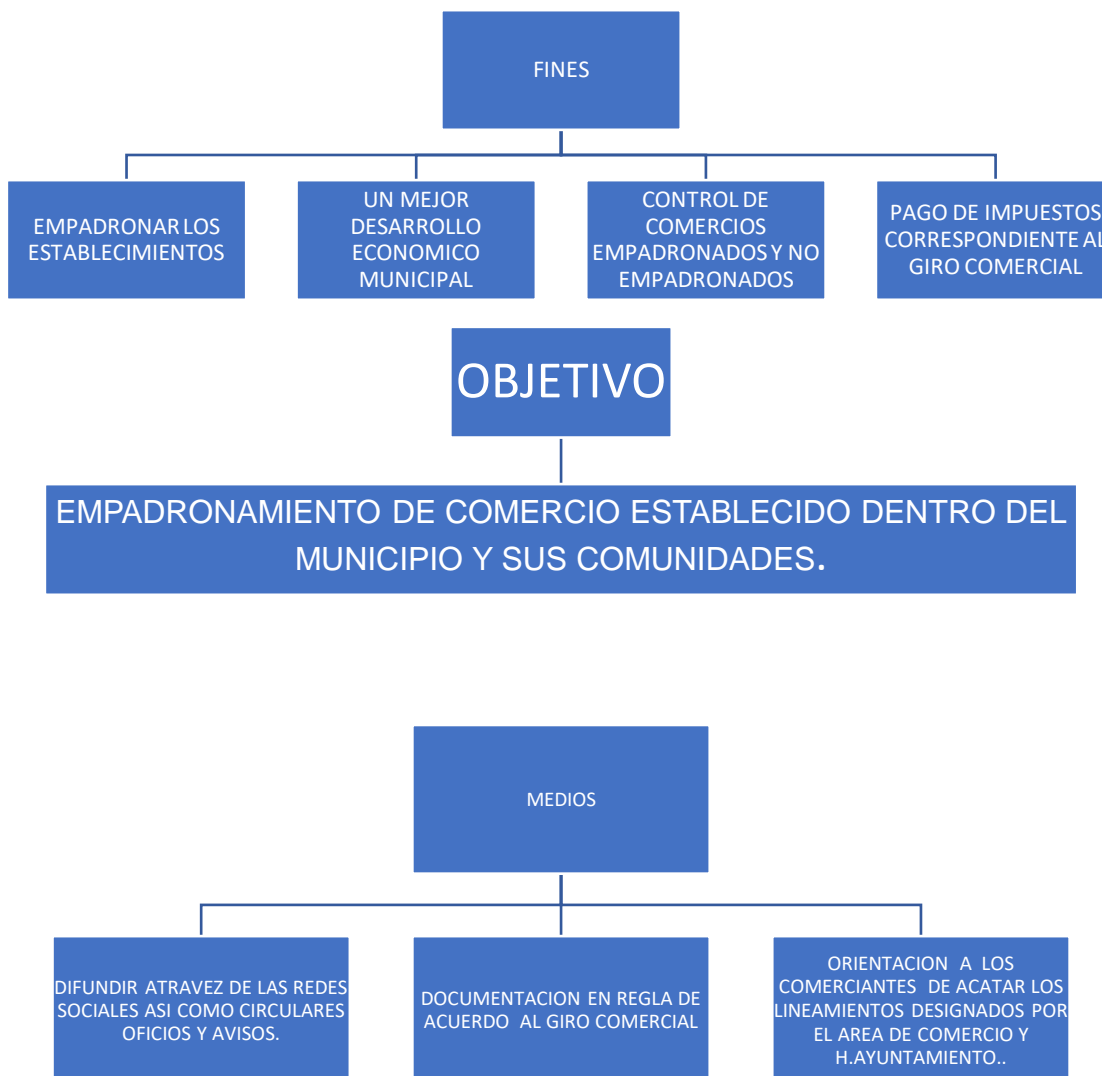 FINES
EMPADRONAR LOS
ESTABLECIMIENTOS
UN MEJOR
DESARROLLO
ECONOMICO
MUNICIPAL
CONTROL DE
COMERCIOS
EMPADRONADOS Y NO
EMPADRONADOS
PAGO DE IMPUESTOS
CORRESPONDIENTE AL
GIRO COMERCIAL
OBJETIVO
EMPADRONAMIENTO DE COMERCIO ESTABLECIDO DENTRO DEL
MUNICIPIO Y SUS COMUNIDADES.
MEDIOS
DIFUNDIR ATRAVEZ DE LAS REDES
SOCIALES ASI COMO CIRCULARES
OFICIOS Y AVISOS.
DOCUMENTACION EN REGLA DE
ACUERDO AL GIRO COMERCIAL
ORIENTACION A LOS
COMERCIANTES DE ACATAR LOS
LINEAMIENTOS DESIGNADOS POR
EL AREA DE COMERCIO Y
H.AYUNTAMIENTO..